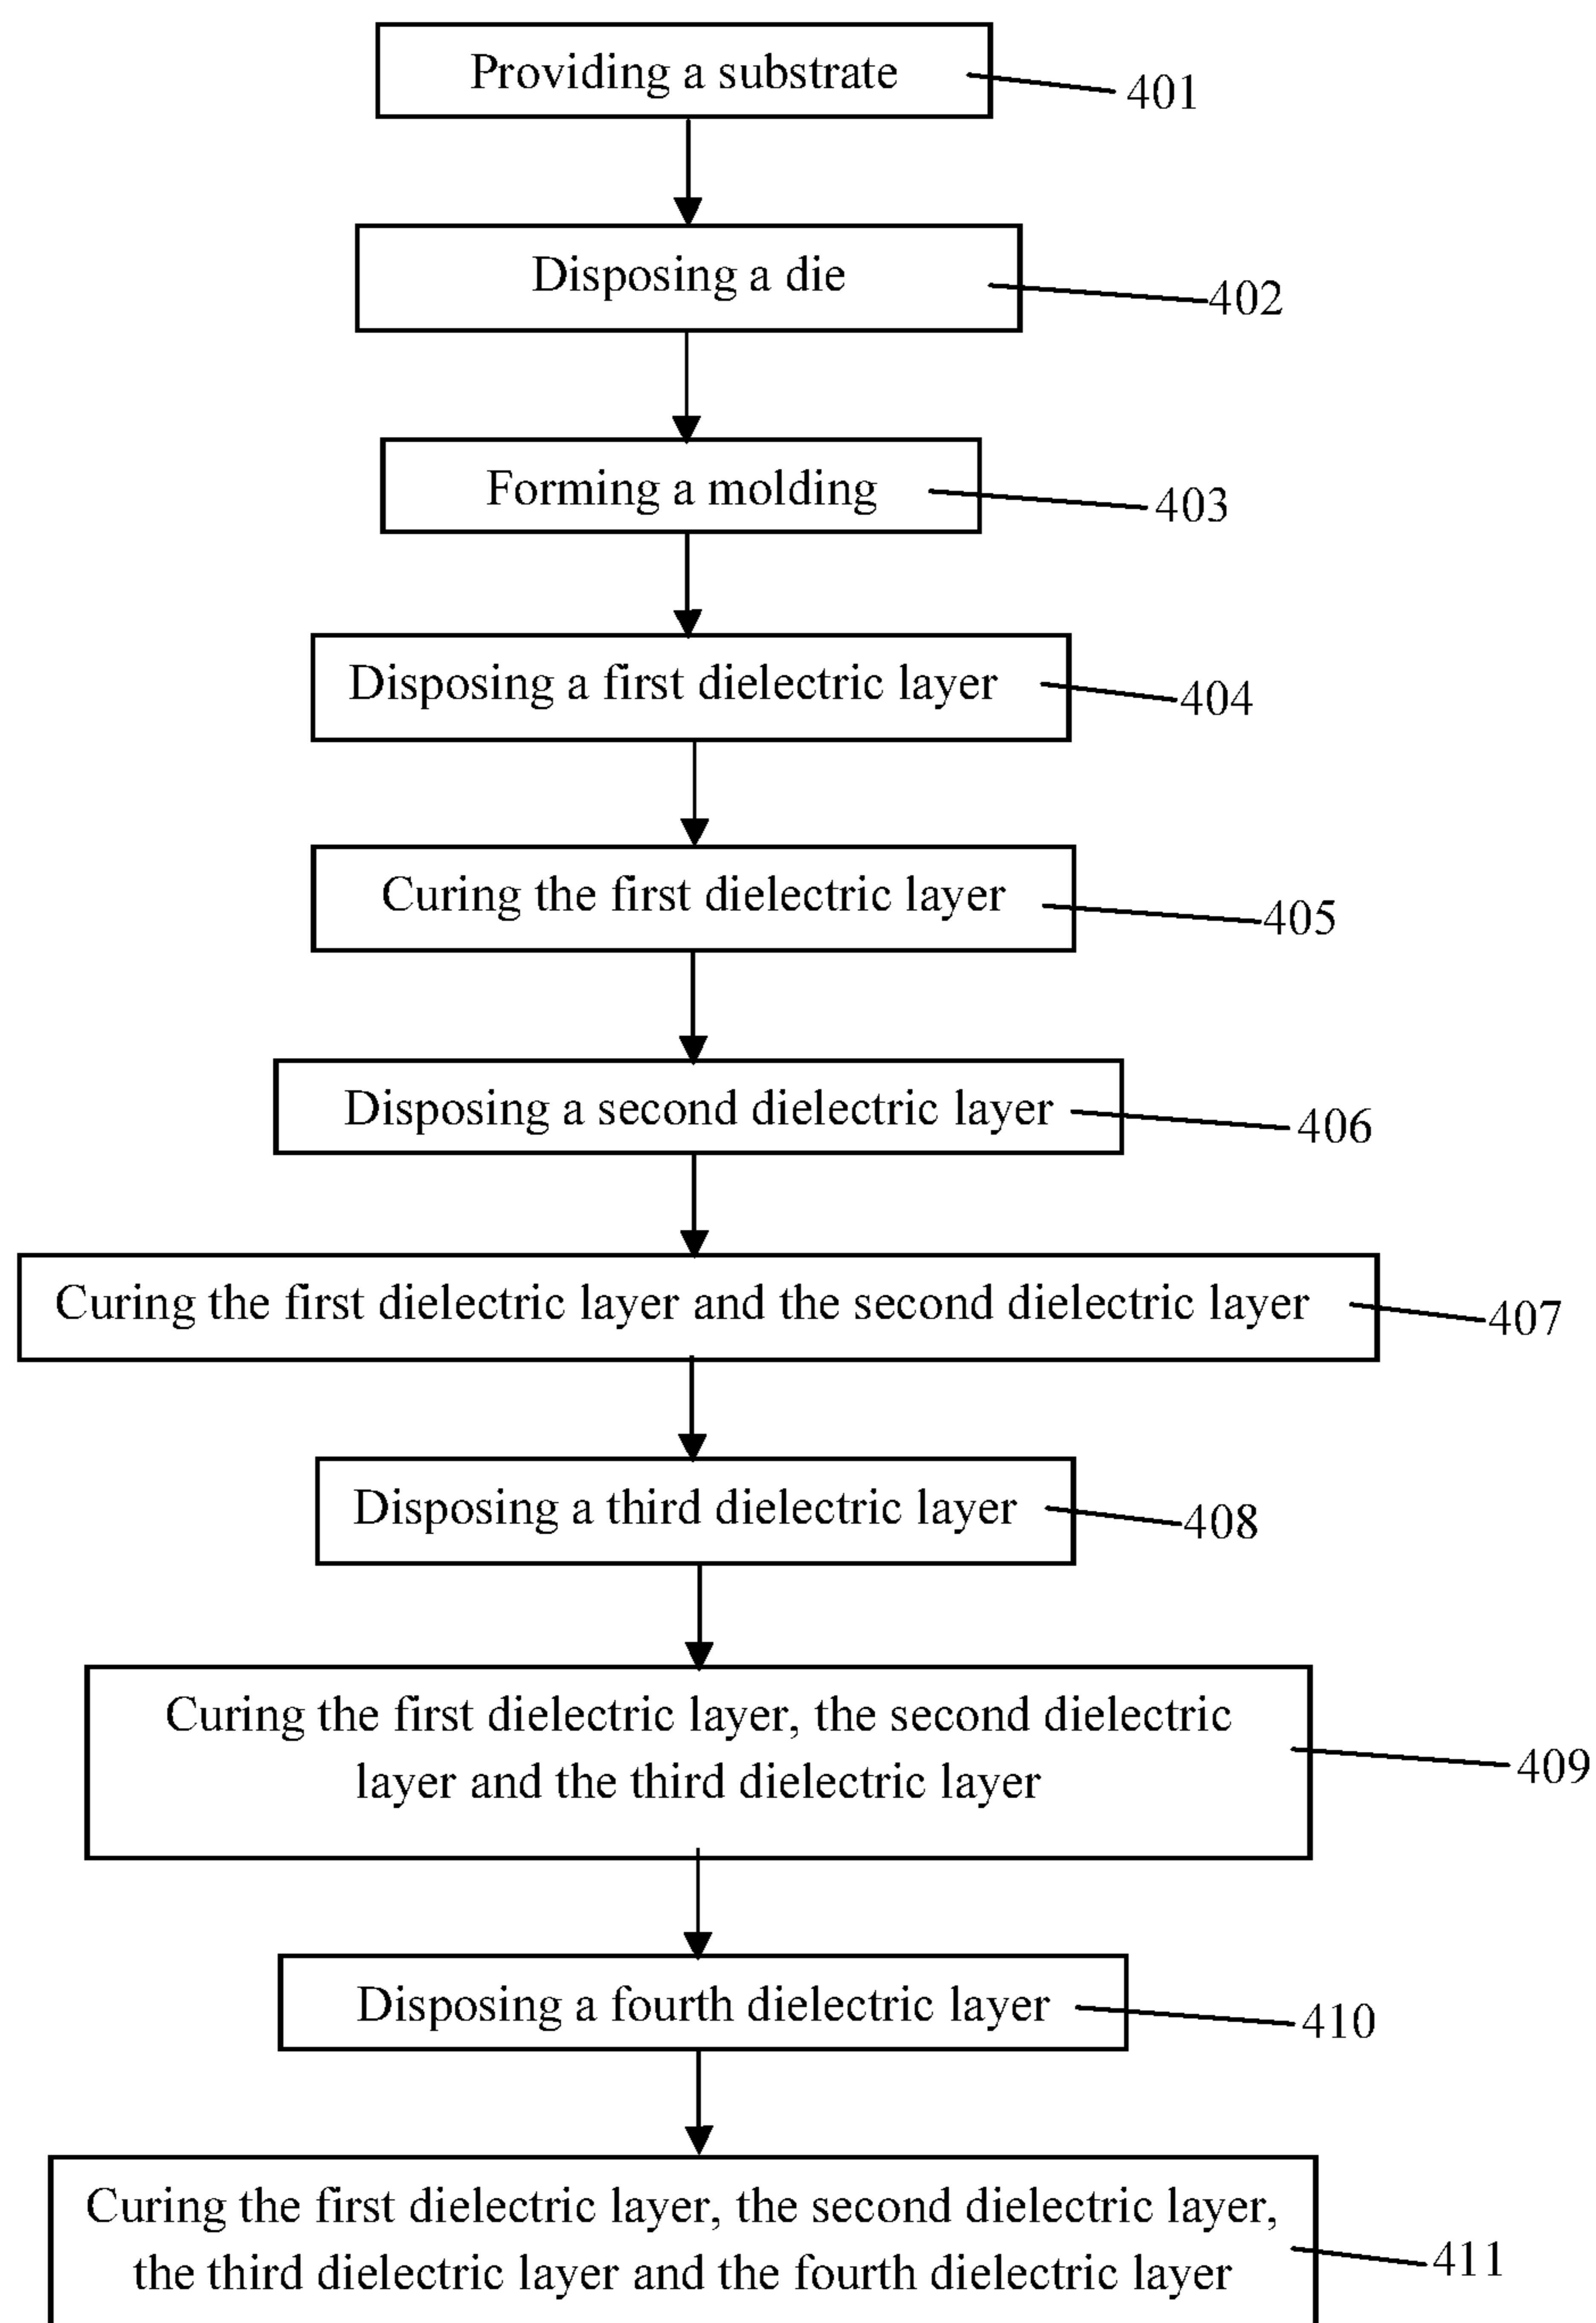 Providing a substrate
401
Disposing a die
402
Forming a molding
403
Disposing a first dielectric layer
404
Curing the first dielectric layer
405
Disposing a second dielectric layer
406
Curing the first dielectric layer and the second dielectric layer
407
Disposing a third dielectric layer
408
Curing the first dielectric layer, the second dielectric
layer and the third dielectric layer
409
Disposing a fourth dielectric layer
410
Curing the first dielectric layer, the second dielectric layer,
the third dielectric layer and the fourth dielectric layer
411